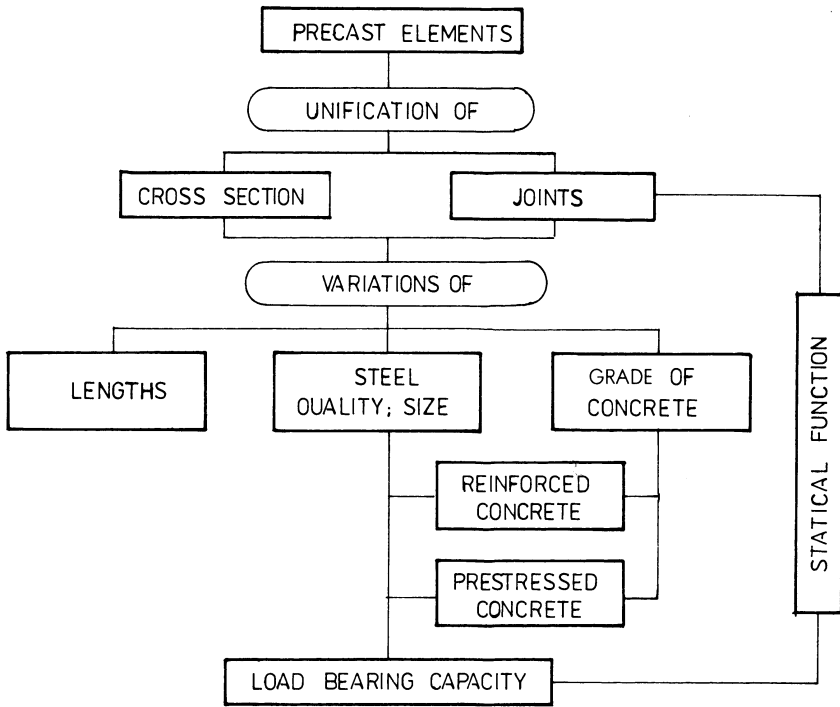 PRECAST ELEMENTS
UNIFICATION OF
CROSS SECTION
JOINTS
VARIATIONS OF
LENGTHS
STEEL
OUALITY; SIZE
GRADE OF
CONCRETE
REINFORCED
CONCRETE
PRESTRESSED
CONCRETE
STATICAL FUNCTION
LOAD BEARING CAPACITY